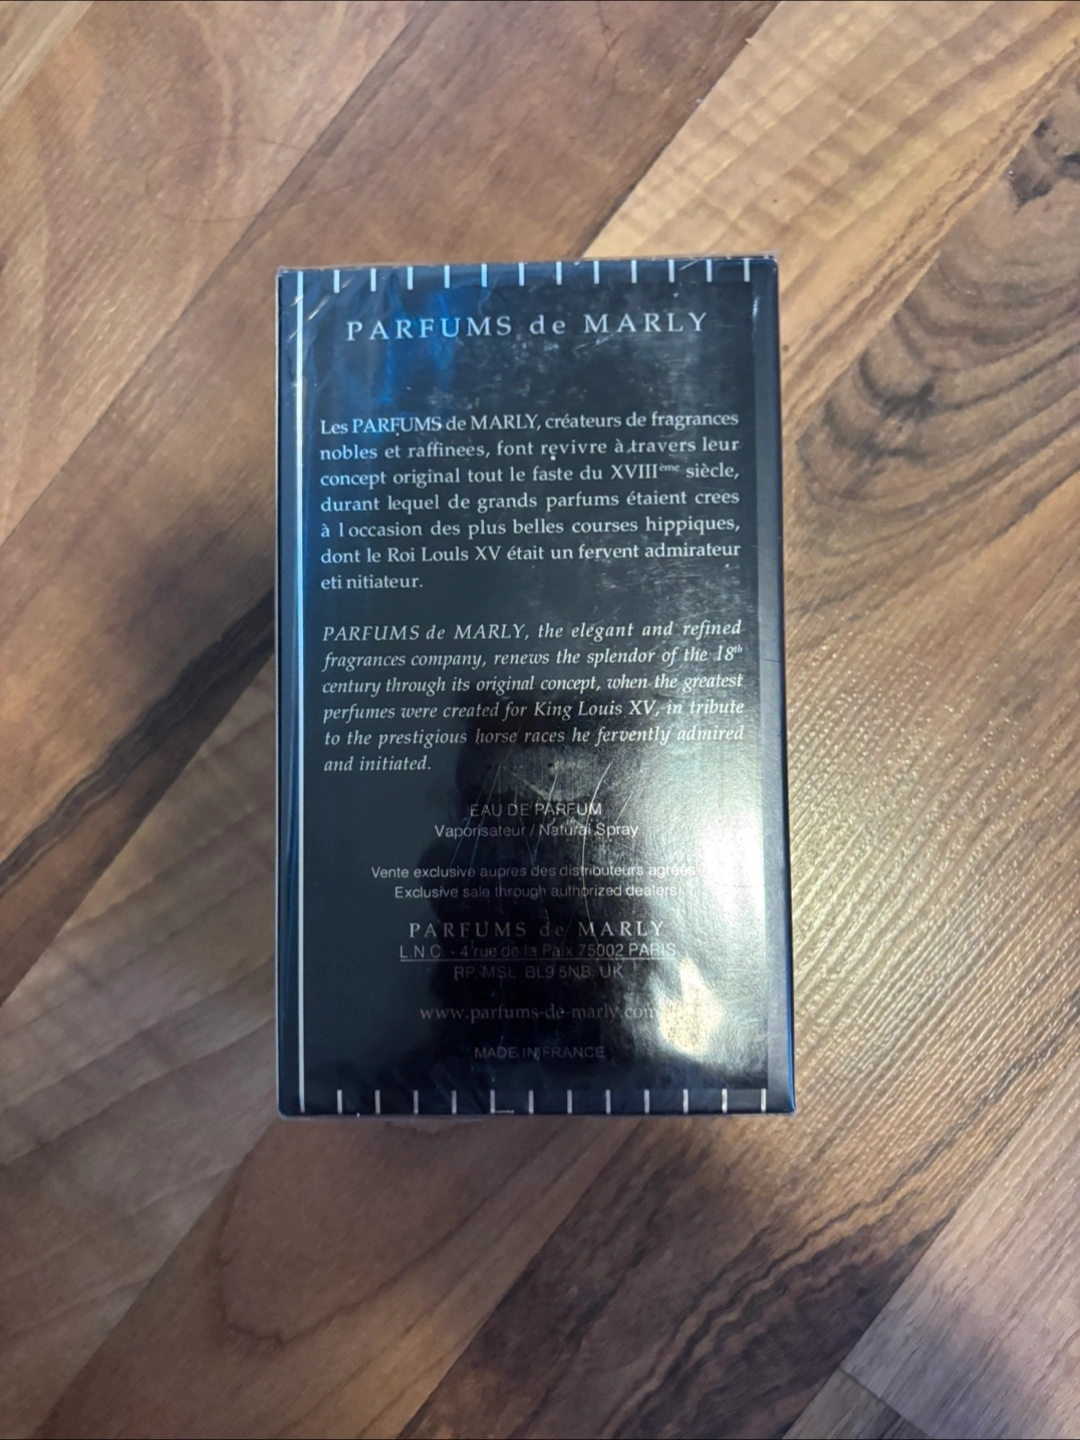 PARFUMS de MARLY
Les PARFUMS de MARLY, créateurs de fragrances
nobles et raffinees, font revivre à travers leur
concept original tout le faste du XVIIIème siècle,
durant lequel de grands parfums étaient crees
à l occasion des plus belles courses hippiques,
dont le Roi Louls XV était un fervent admirateur
eti nitiateur.
PARFUMS de MARLY, the elegant and refined
fragrances company, renews the splendor of the 18th
century through its original concept, when the greatest
perfumes were created for King Louis XV, in tribute
to the prestigious horse races he fervently admired
and initiated.
EAU DE PARFUM
Vaporisateur / Natural Spray
Vente exclusive aupres des distributeurs agrees
Exclusive sale through authorized dealers
PARFUMS de MARLY
L.N.C. - 4 rue de la Paix 75002 PARIS
RP. MSL BL9 5NB. UK
www.parfums-de-marly.com
MADE IN FRANCE